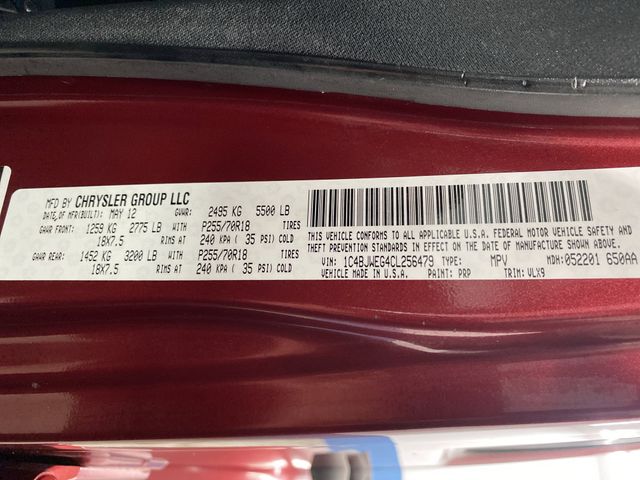 MFD BY CHRYSLER GROUP LLC
DATE OF MFR(BUILT): MAY 12 GVWR: 2495 KG 5500 LB
GAWR FRONT: 1259 KG 2775 LB WITH P255/70R18 TIRES
18X7.5 RIMS AT 240 KPA ( 35 PSI) COLD
GAWR REAR: 1452 KG 3200 LB WITH P255/70R18 TIRES
18X7.5 RIMS AT 240 KPA ( 35 PSI) COLD
THIS VEHICLE CONFORMS TO ALL APPLICABLE U.S.A. FEDERAL MOTOR VEHICLE SAFETY AND
THEFT PREVENTION STANDARDS IN EFFECT ON THE DATE OF MANUFACTURE SHOWN ABOVE.
VIN: 1C4BJWEG4CL256479 TYPE: MPV MDH: 052201 650AA
VEHICLE MADE IN U.S.A. PAINT: PRP TRIM: VLX9